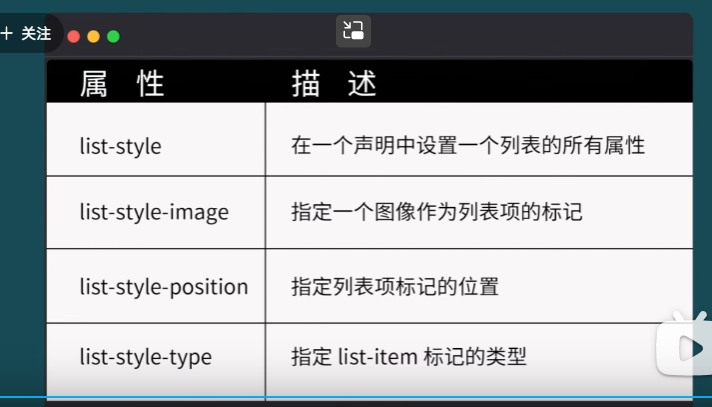 + 关注
属 性 描 述
list-style 在一个声明中设置一个列表的所有属性
list-style-image 指定一个图像作为列表项的标记
list-style-position 指定列表项标记的位置
list-style-type 指定 list-item 标记的类型